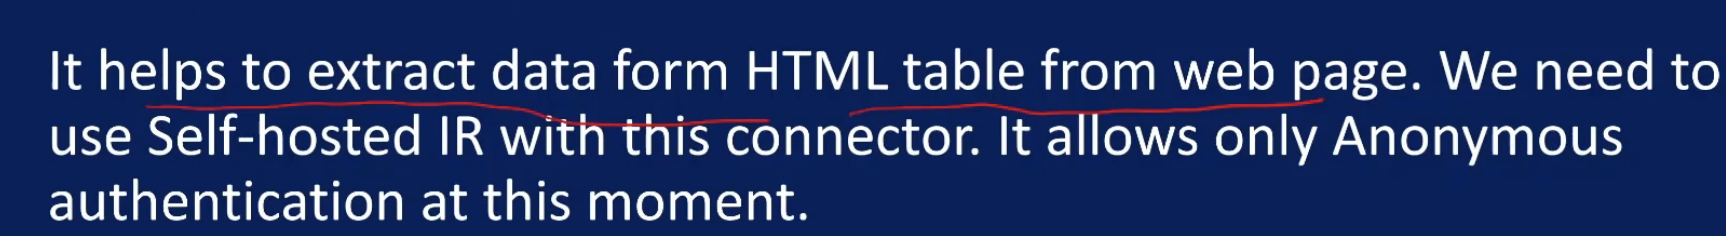 It helps to extract data form HTML table from web page. We need to
use Self-hosted IR with this connector. It allows only Anonymous
authentication at this moment.